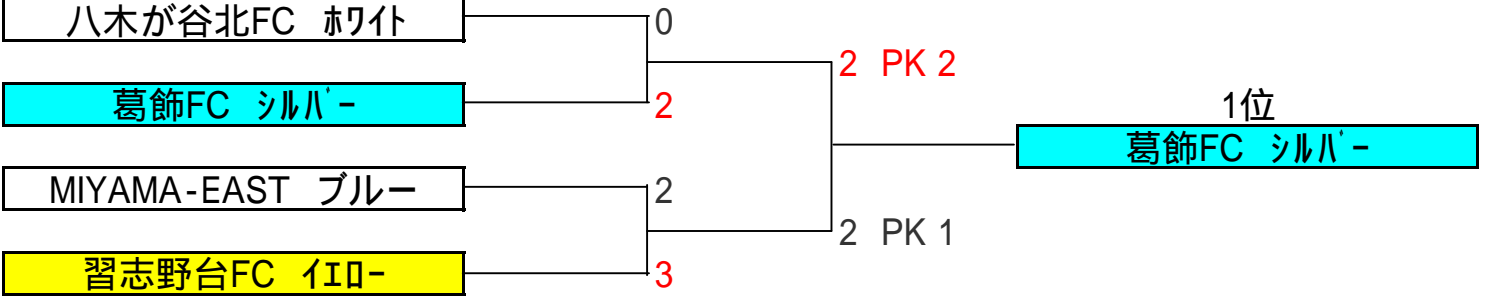 八木が谷北FC ﾎﾜｲﾄ
0
2 PK 2
葛飾FC ｼﾙﾊﾞｰ
2
1位
葛飾FC ｼﾙﾊﾞｰ
MIYAMA-EAST ブルー
2
2 PK 1
習志野台FC ｲｴﾛｰ
3